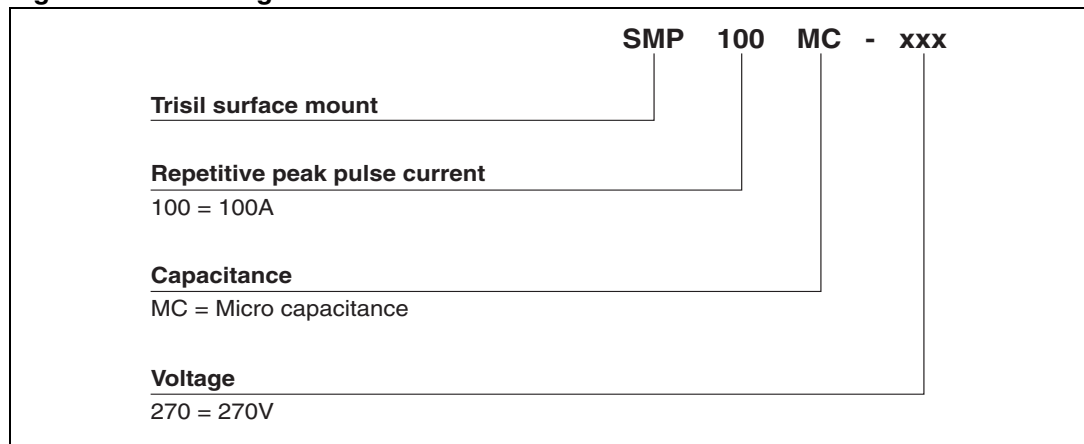 SMP 100 MC - xxx
Trisil surface mount
Repetitive peak pulse current
100 = 100A
Capacitance
MC = Micro capacitance
Voltage
270 = 270V